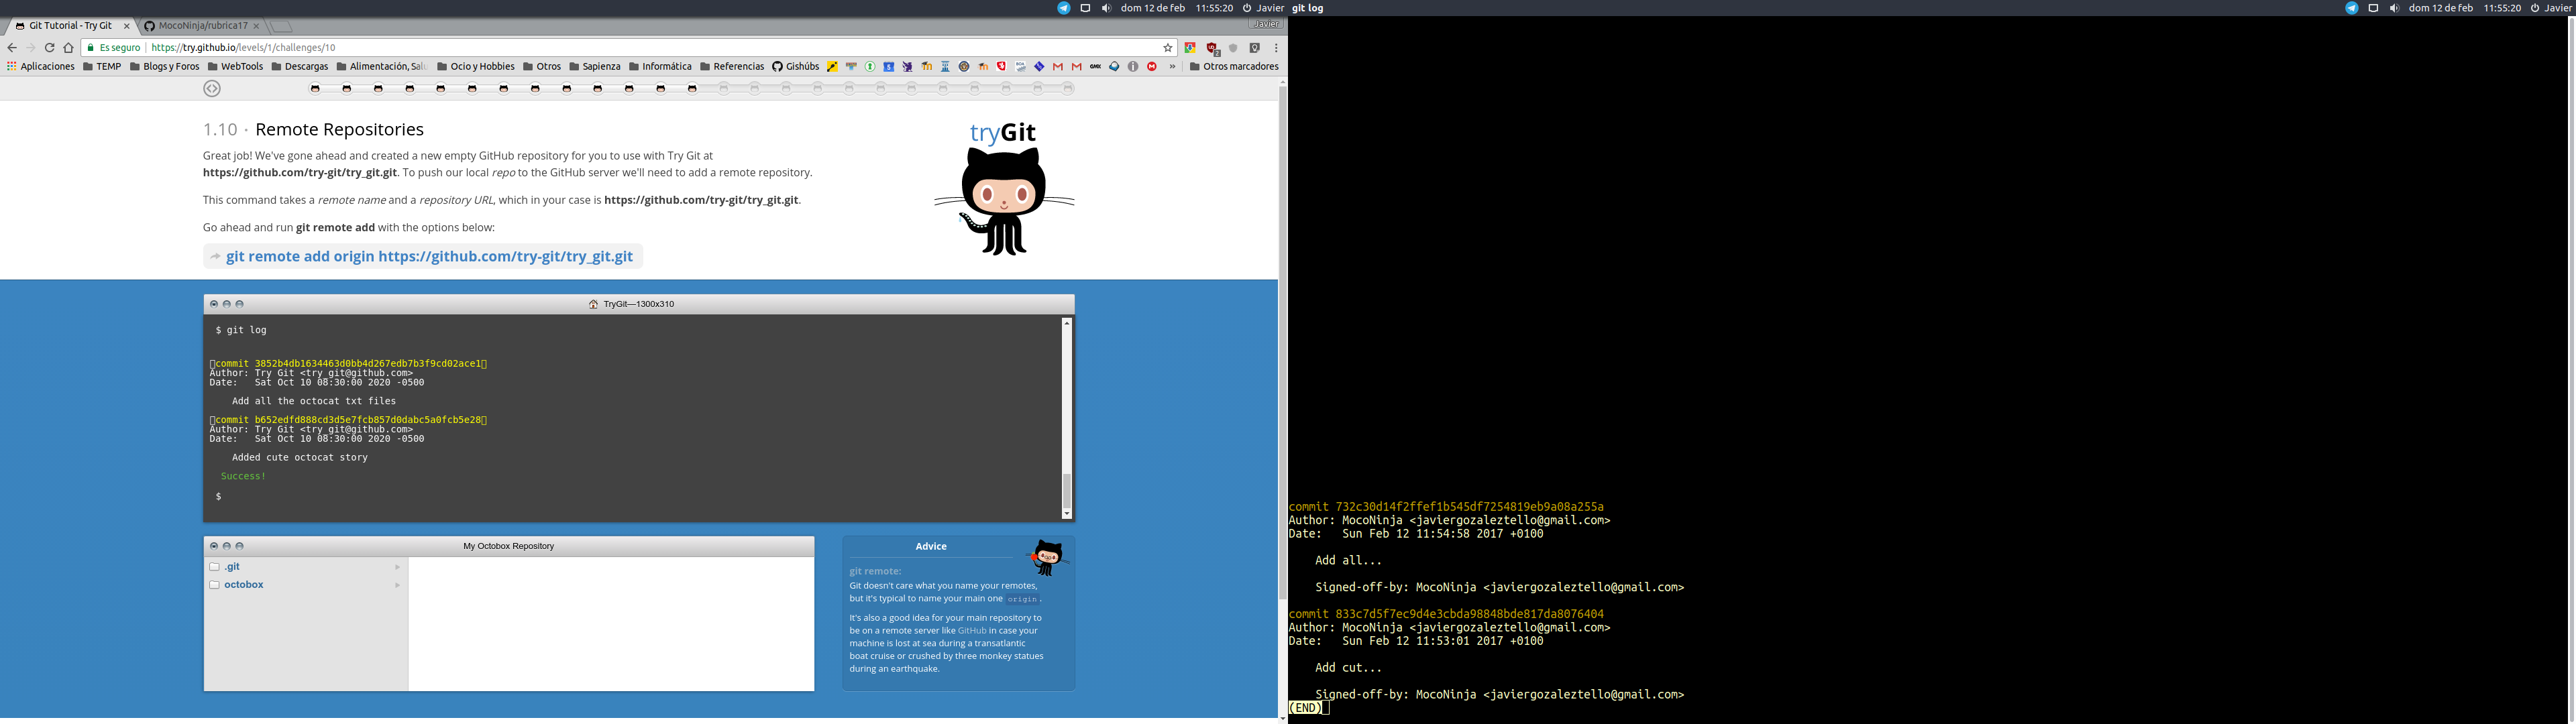 dom 12 de feb 11:55:20 Javier
git log
dom 12 de feb 11:55:20 Javier
Git Tutorial - Try Git
MocoNinja/rubrica17
Javier
Es seguro https://try.github.io/levels/1/challenges/10
Aplicaciones TEMP Blogs y Foros WebTools Descargas Alimentación, Ocio y Hobbies Otros Sapienza Informática Referencias Gishúbs » Otros marcadores
1.10 · Remote Repositories
Great job! We've gone ahead and created a new empty GitHub repository for you to use with Try Git at
https://github.com/try-git/try_git.git. To push our local repo to the GitHub server we'll need to add a remote repository.
This command takes a remote name and a repository URL, which in your case is https://github.com/try-git/try_git.git.
Go ahead and run git remote add with the options below:
git remote add origin https://github.com/try-git/try_git.git
tryGit
TryGit—1300x310
$ git log
commit 3852b4db1634463d0bb4d267edb7b3f9cd02ace1
Author: Try Git <try_git@github.com>
Date: Sat Oct 10 08:30:00 2020 -0500
Add all the octocat txt files
commit b652edfd888cd3d5e7fcb857d0dabc5a0fcb5e28
Author: Try Git <try_git@github.com>
Date: Sat Oct 10 08:30:00 2020 -0500
Added cute octocat story
Success!
$
My Octobox Repository
.git
octobox
Advice
git remote:
Git doesn't care what you name your remotes,
but it's typical to name your main one origin.
It's also a good idea for your main repository to
be on a remote server like GitHub in case your
machine is lost at sea during a transatlantic
boat cruise or crushed by three monkey statues
during an earthquake.
commit 732c30d14f2ffef1b545df7254819eb9a08a255a
Author: MocoNinja <javiergozaleztello@gmail.com>
Date: Sun Feb 12 11:54:58 2017 +0100
Add all...
Signed-off-by: MocoNinja <javiergozaleztello@gmail.com>
commit 833c7d5f7ec9d4e3cbda98848bde817da8076404
Author: MocoNinja <javiergozaleztello@gmail.com>
Date: Sun Feb 12 11:53:01 2017 +0100
Add cut...
Signed-off-by: MocoNinja <javiergozaleztello@gmail.com>
(END)